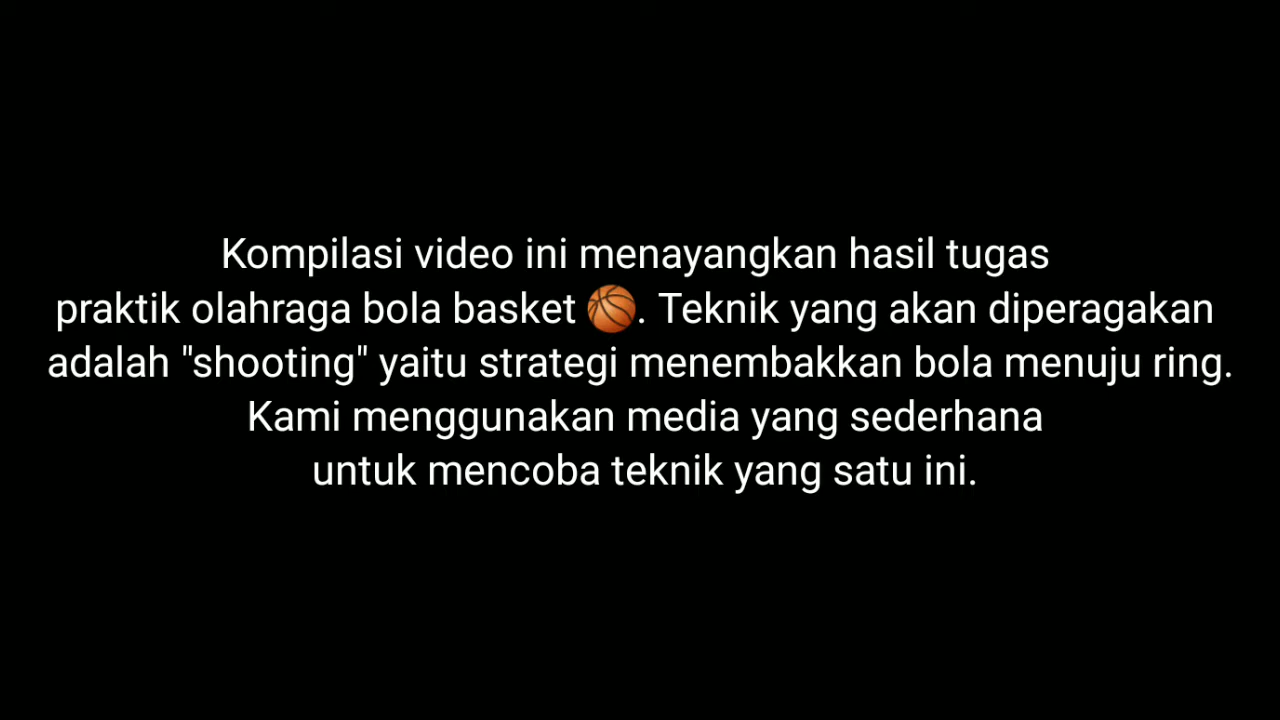 Kompilasi video ini menayangkan hasil tugas
praktik olahraga bola basket 🏀. Teknik yang akan diperagakan
adalah "shooting" yaitu strategi menembakkan bola menuju ring.
Kami menggunakan media yang sederhana
untuk mencoba teknik yang satu ini.